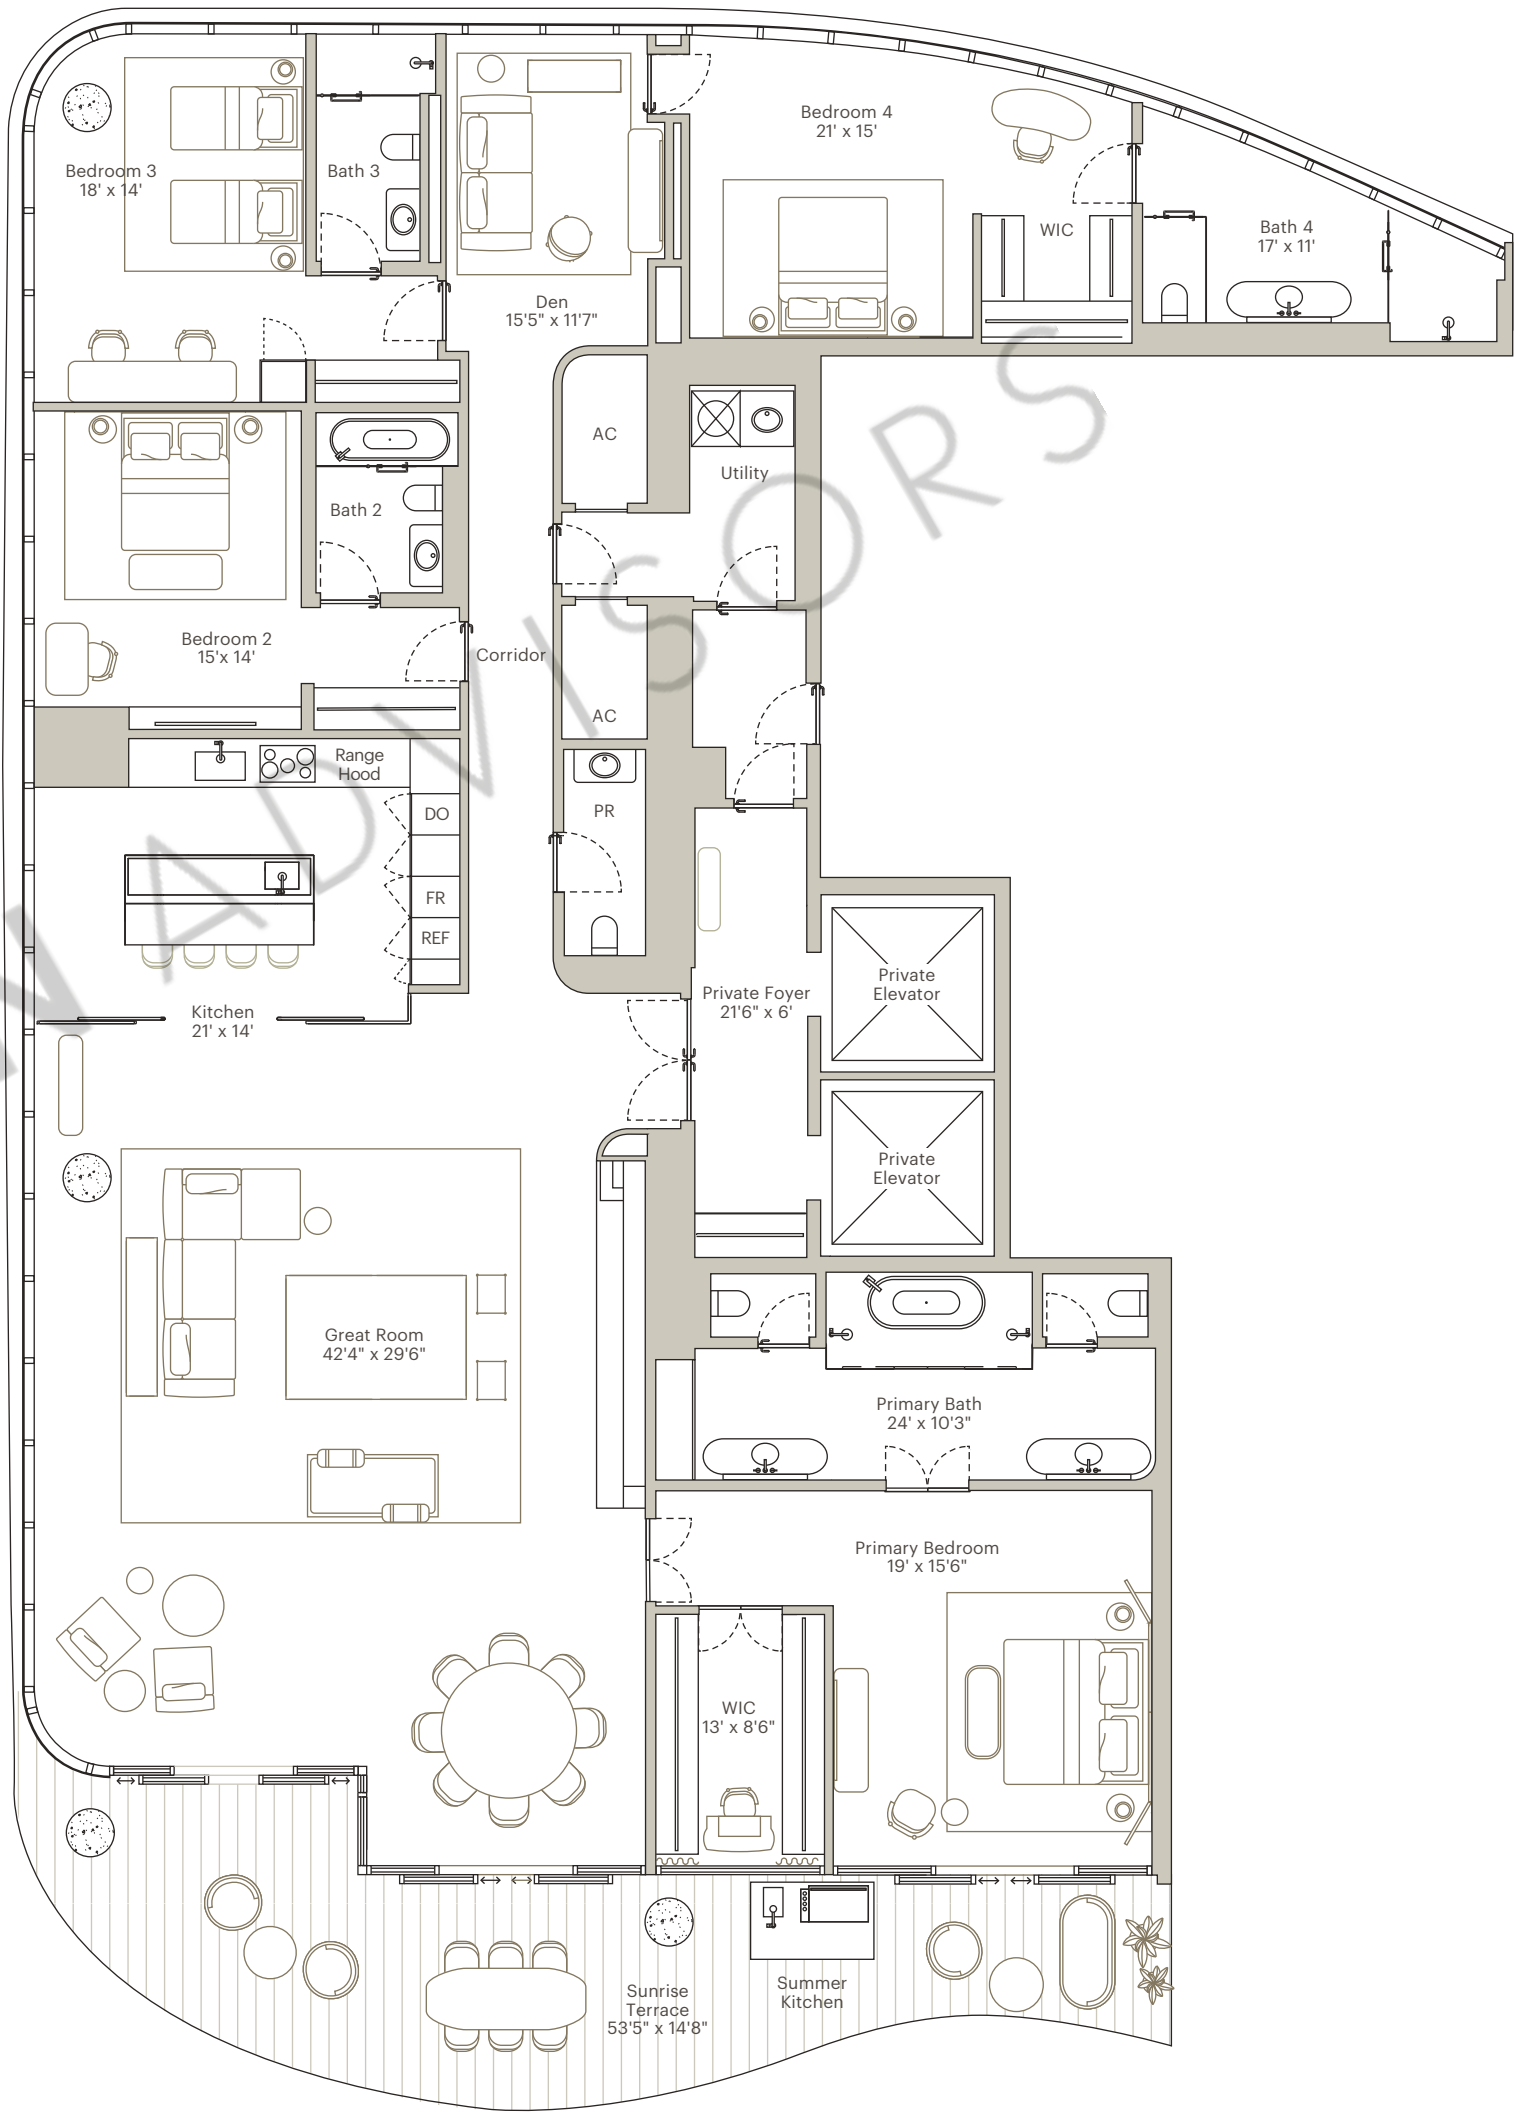 Bedroom 4
21' x 15'
Bedroom 3
18' x 14'
Bath 3
WIC
Bath 4
17' x 11'
Den
15'5" x 11'7"
AC
Utility
Bath 2
Bedroom 2
15'x 14'
Corridor
AC
Range
Hood
DO
PR
FR
REF
Private
Elevator
Private Foyer
21'6" x 6'
Kitchen
21' x 14'
Private
Elevator
Great Room
42'4" x 29'6"
Primary Bath
24' x 10'3"
Primary Bedroom
19' x 15'6"
WIC
13' x 8'6"
Sunrise
Terrace
53'5" x 14'8"
Summer
Kitchen
N ADVISORS